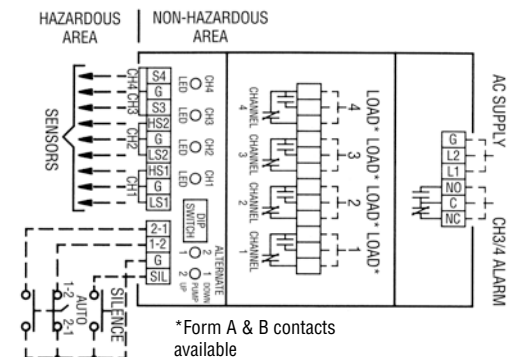 HAZARDOUS AREA
NON-HAZARDOUS AREA
SENSORS
CH4
CH3
CH2
CH1
S4
G
S3
HS2
G
LS2
HS1
G
LS1
LED CH4
LED CH3
LED CH2
LED CH1
DIP SWITCH
2-1
1-2
G
SIL
ALTERNATE
1 2
2 1
UP DOWN
PUMP
1-2
AUTO
2-1
SILENCE
CHANNEL 4
CHANNEL 3
CHANNEL 2
CHANNEL 1
4
3
2
1
LOAD* LOAD* LOAD* LOAD*
AC SUPPLY
G
L2
L1
NO
C
NC
CH3/4 ALARM
*Form A & B contacts
available